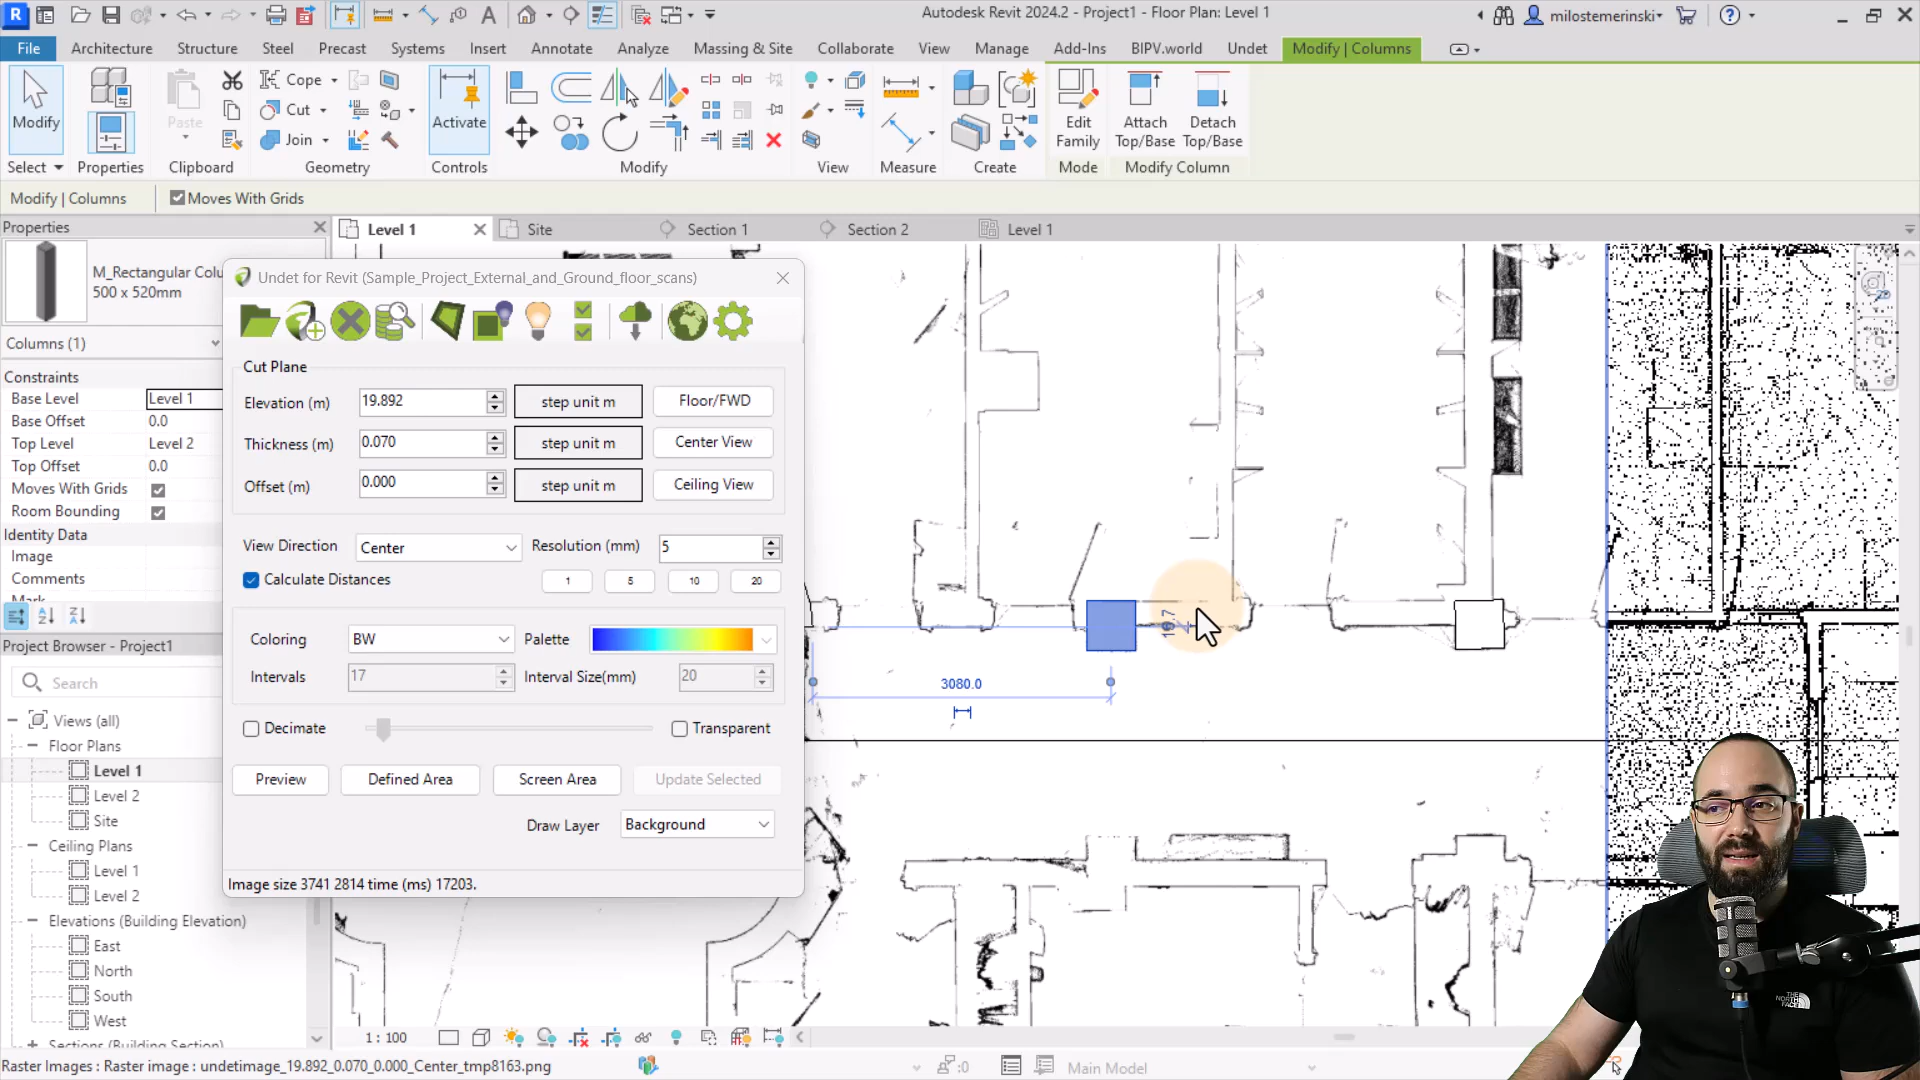 Autodesk Revit 2024.2 - Project1 - Floor Plan: Level 1
milostemerinski
File Architecture Structure Steel Precast Systems Insert Annotate Analyze Massing & Site Collaborate View Manage Add-Ins BIPV.world Undet Modify | Columns
Modify
Paste
Cope
Cut
Join
Activate
Edit Family
Attach Top/Base
Detach Top/Base
Select Properties Clipboard Geometry Controls Modify View Measure Create Mode Modify Column
Modify | Columns Moves With Grids
Properties
Level 1 Site Section 1 Section 2 Level 1
M_Rectangular Colu
500 x 520mm
Columns (1)
Constraints
Base Level Level 1
Base Offset 0.0
Top Level Level 2
Top Offset 0.0
Moves With Grids
Room Bounding
Identity Data
Image
Comments
Mark
Project Browser - Project1
Search
Views (all)
Floor Plans
Level 1
Level 2
Site
Ceiling Plans
Level 1
Level 2
Elevations (Building Elevation)
East
North
South
West
Sections (Building Section)
Undet for Revit (Sample_Project_External_and_Ground_floor_scans)
Cut Plane
Elevation (m) 19.892 step unit m Floor/FWD
Thickness (m) 0.070 step unit m Center View
Offset (m) 0.000 step unit m Ceiling View
View Direction Center Resolution (mm) 5
Calculate Distances 1 5 10 20
Coloring BW Palette
Intervals 17 Interval Size(mm) 20
Decimate Transparent
Preview Defined Area Screen Area Update Selected
Draw Layer Background
Image size 3741 2814 time (ms) 17203.
3080.0
1 : 100
Raster Images : Raster image : undetimage_19.892_0.070_0.000_Center_tmp8163.png
:0
Main Model
THE NORTH FACE